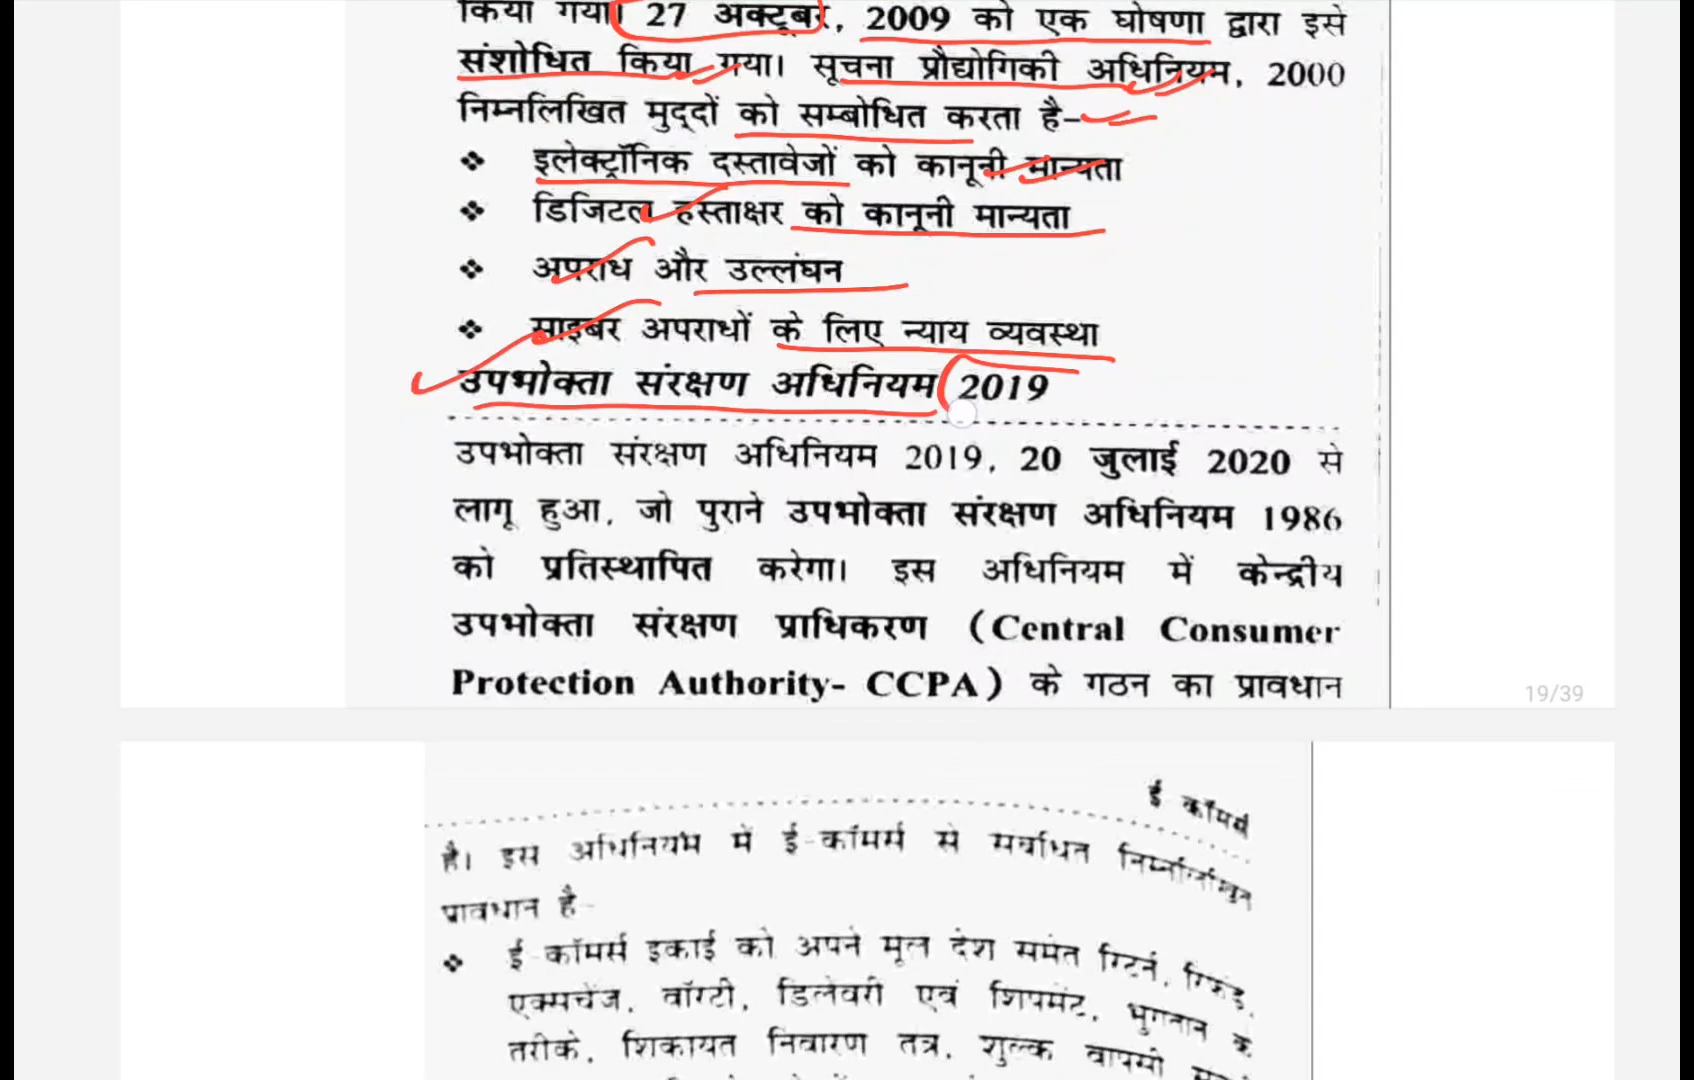 किया गया। 27 अक्टूबर, 2009 को एक घोषणा द्वारा इसे
संशोधित किया गया। सूचना प्रौद्योगिकी अधिनियम, 2000
निम्नलिखित मुद्दों को सम्बोधित करता है–
❖ इलेक्ट्रॉनिक दस्तावेजों को कानूनी मान्यता
❖ डिजिटल हस्ताक्षर को कानूनी मान्यता
❖ अपराध और उल्लंघन
❖ साइबर अपराधों के लिए न्याय व्यवस्था
उपभोक्ता संरक्षण अधिनियम 2019
उपभोक्ता संरक्षण अधिनियम 2019, 20 जुलाई 2020 से
लागू हुआ, जो पुराने उपभोक्ता संरक्षण अधिनियम 1986
को प्रतिस्थापित करेगा। इस अधिनियम में केन्द्रीय
उपभोक्ता संरक्षण प्राधिकरण (Central Consumer
Protection Authority- CCPA) के गठन का प्रावधान
19/39
ई कॉमर्स
है। इस अधिनियम में ई-कॉमर्स से संबंधित निम्नलिखित
प्रावधान है-
❖ ई-कॉमर्स इकाई को अपने मूल देश समेत रिटर्न, रिफंड,
एक्सचेंज, वॉरंटी, डिलेवरी एवं शिपमेंट, भुगतान के
तरीके, शिकायत निवारण तंत्र, शुल्क वापसी